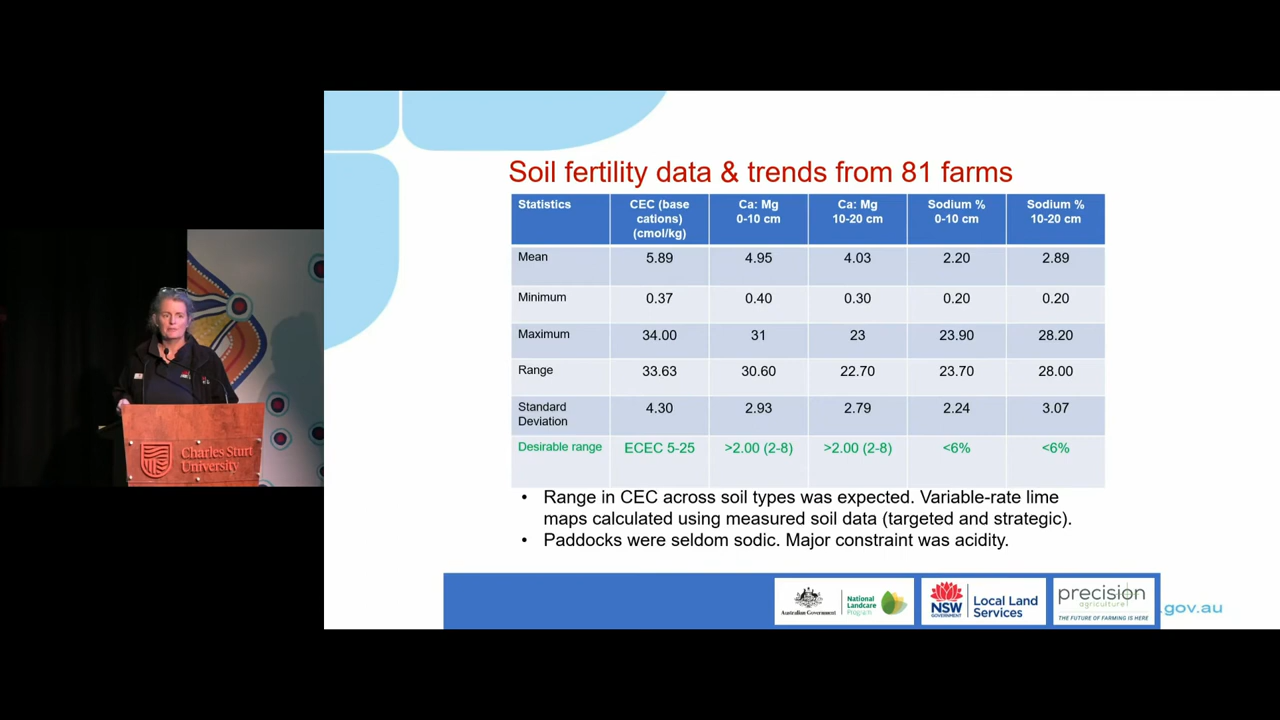 Soil fertility data & trends from 81 farms
Statistics
CEC (base
cations)
(cmol/kg)
Ca: Mg
0-10 cm
Ca: Mg
10-20 cm
Sodium %
0-10 cm
Sodium %
10-20 cm
Mean
5.89
4.95
4.03
2.20
2.89
Minimum
0.37
0.40
0.30
0.20
0.20
Maximum
34.00
31
23
23.90
28.20
Range
33.63
30.60
22.70
23.70
28.00
Standard
Deviation
4.30
2.93
2.79
2.24
3.07
Desirable range
ECEC 5-25
>2.00 (2-8)
>2.00 (2-8)
<6%
<6%
• Range in CEC across soil types was expected. Variable-rate lime
maps calculated using measured soil data (targeted and strategic).
• Paddocks were seldom sodic. Major constraint was acidity.
Australian Government
National
Landcare
Program
NSW
GOVERNMENT
Local Land
Services
precision
agriculture
THE FUTURE OF FARMING IS HERE
.gov.au
Charles Sturt
University